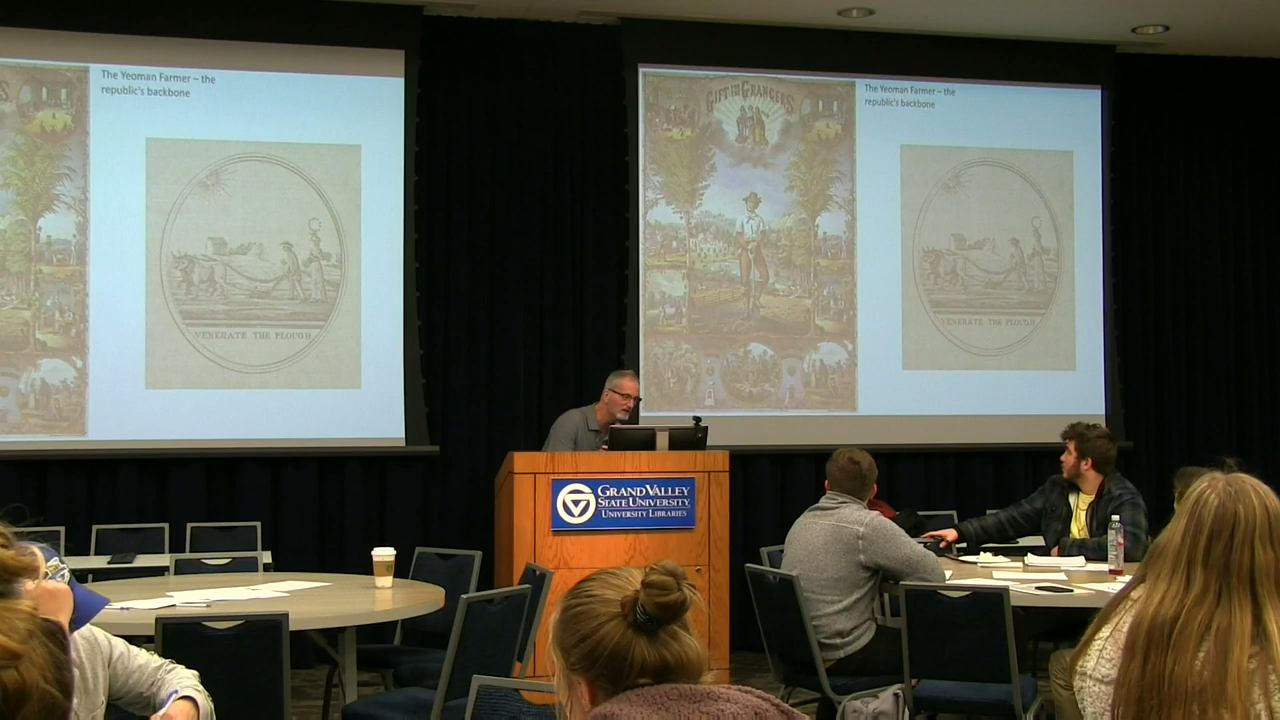 The Yeoman Farmer – the
republic's backbone
VENERATE THE PLOUGH
GIFT FOR THE GRANGERS
The Yeoman Farmer – the
republic's backbone
VENERATE THE PLOUGH
GRAND VALLEY
STATE UNIVERSITY
UNIVERSITY LIBRARIES